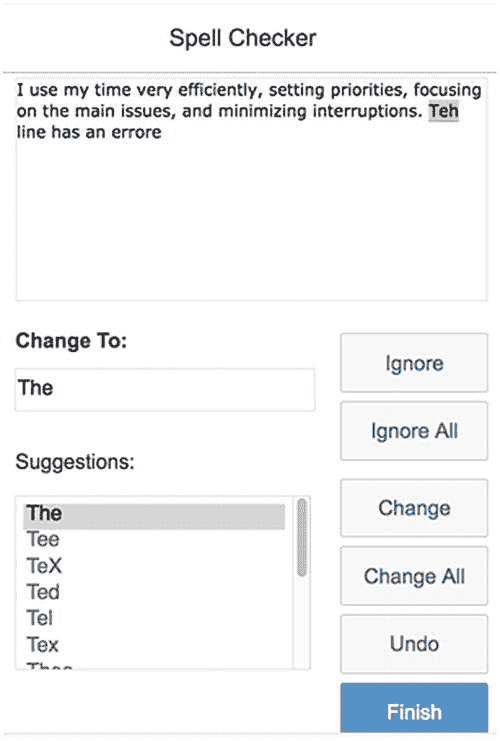 Spell Checker
I use my time very efficiently, setting priorities, focusing
on the main issues, and minimizing interruptions. Teh
line has an errore
Change To:
The
Suggestions:
The
Tee
TeX
Ted
Tel
Tex
Ignore
Ignore All
Change
Change All
Undo
Finish